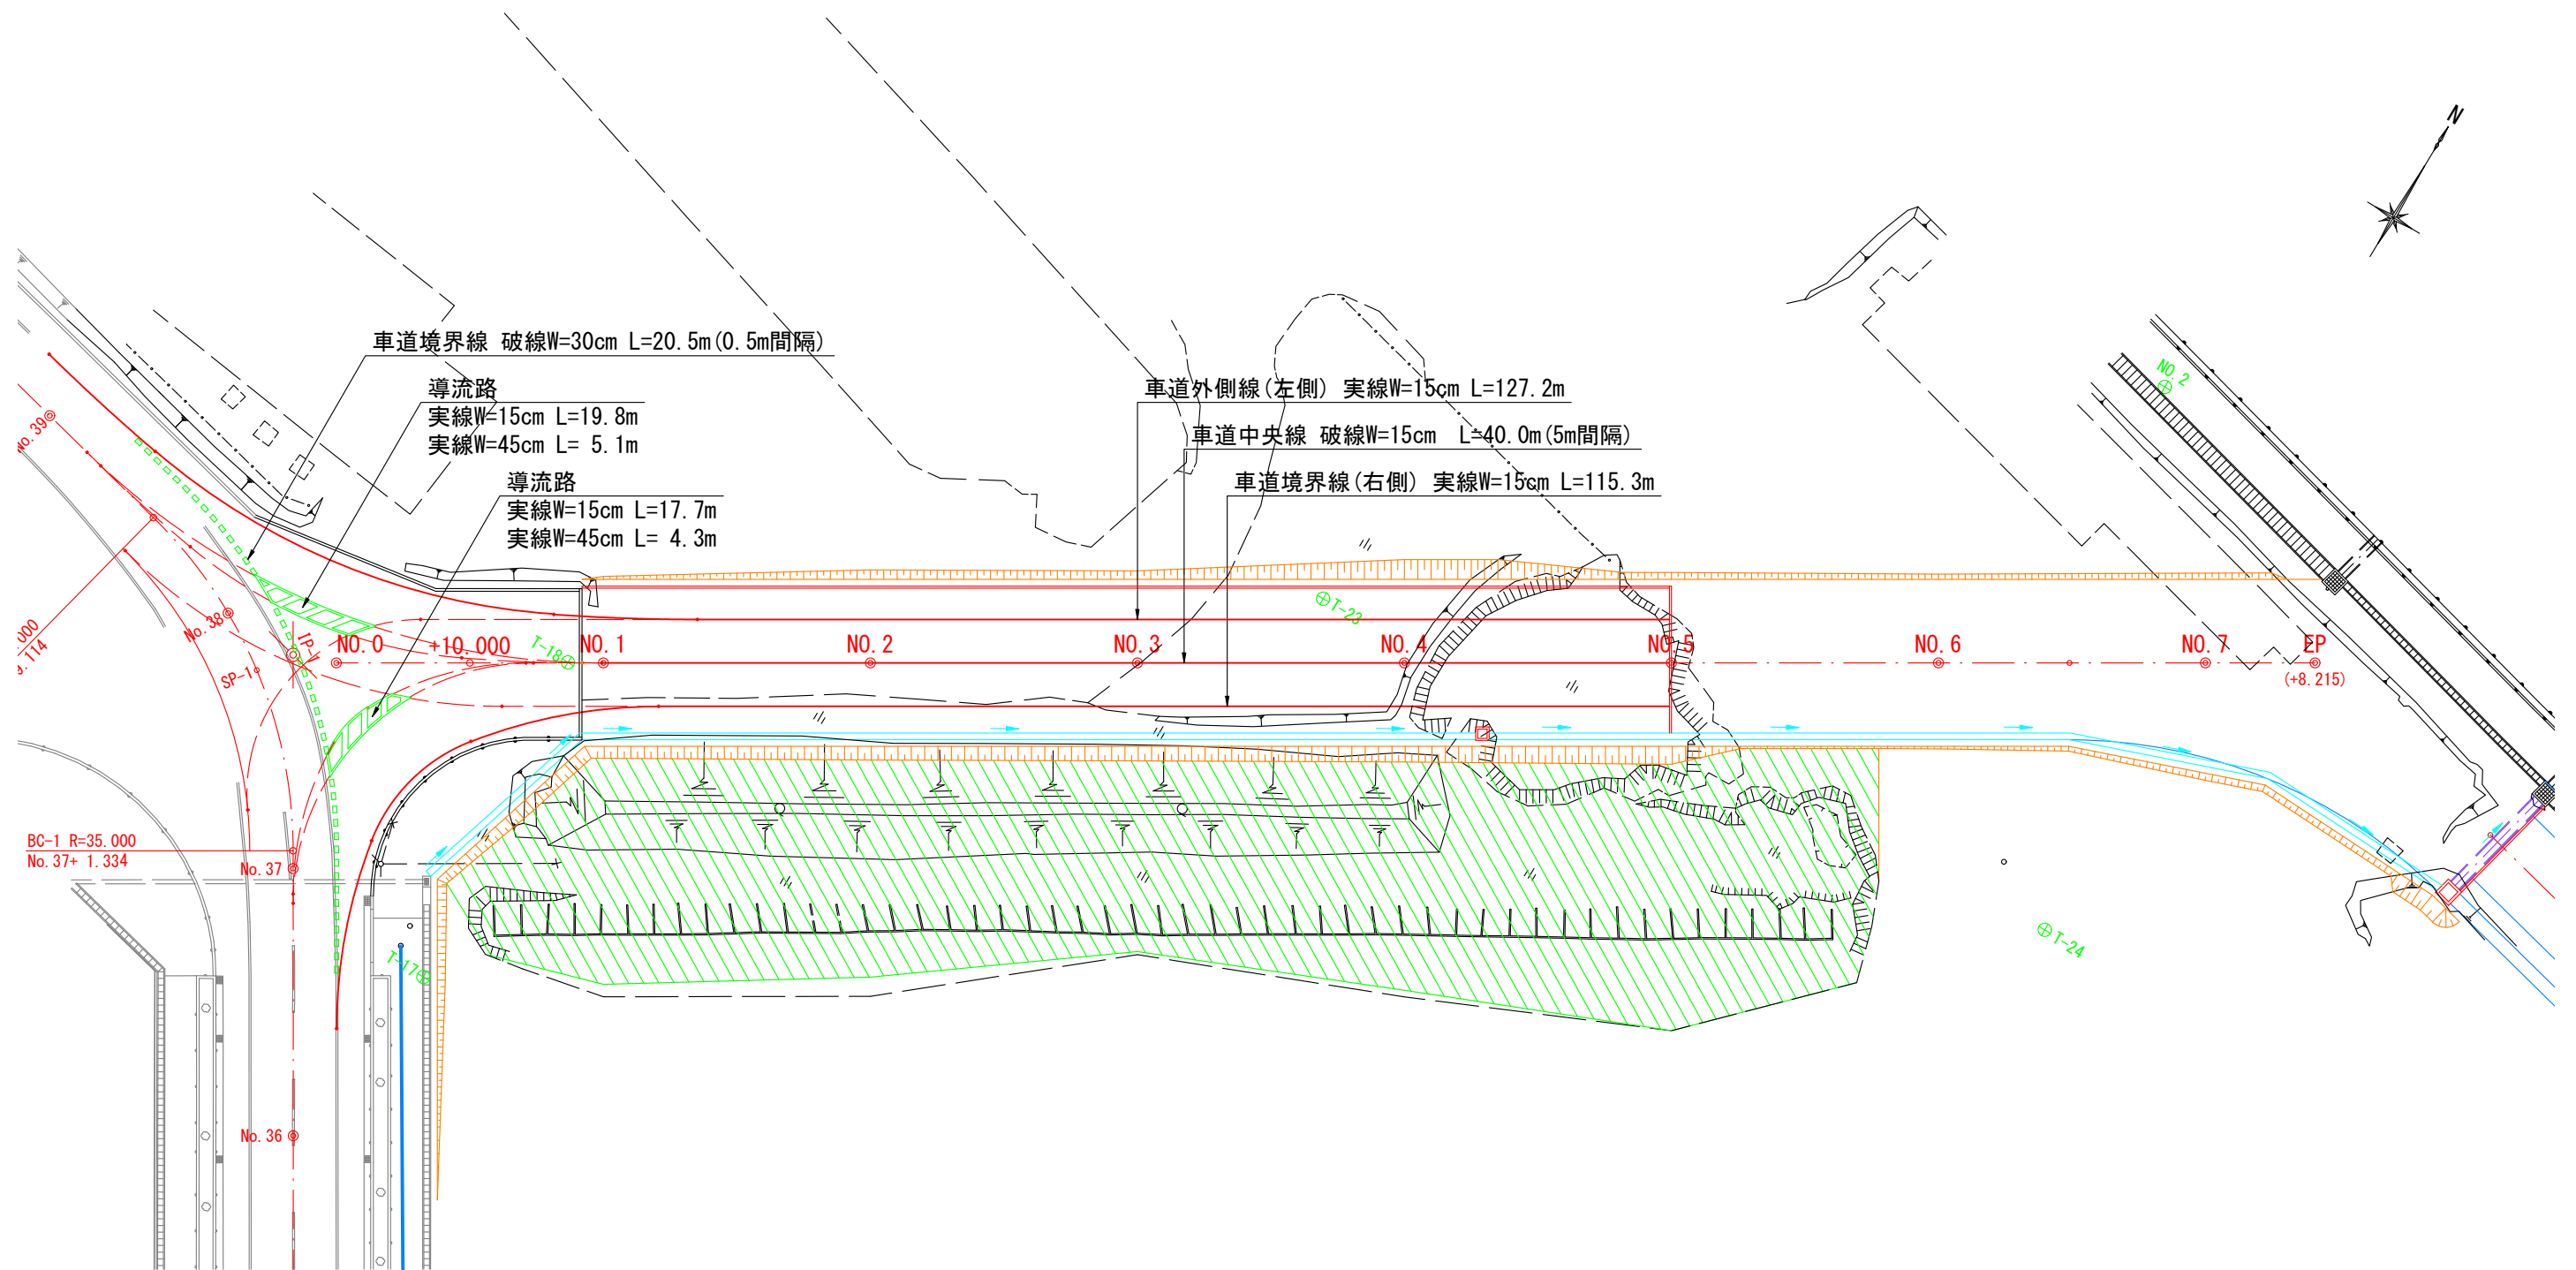 N
車道境界線 破線W=30cm L=20.5m(0.5m間隔)
導流路
実線W=15cm L=19.8m
実線W=45cm L= 5.1m
導流路
実線W=15cm L=17.7m
実線W=45cm L= 4.3m
車道外側線(左側) 実線W=15cm L=127.2m
車道中央線 破線W=15cm L=40.0m(5m間隔)
車道境界線(右側) 実線W=15cm L=115.3m
NO.2
No.39
No.38
SP-1
IP-1
NO.0
+10.000
T-18
NO.1
NO.2
NO.3
T-23
NO.4
NO.5
NO.6
NO.7
EP
(+8.215)
BC-1 R=35.000
No.37+ 1.334
No.37
T-17
T-24
No.36